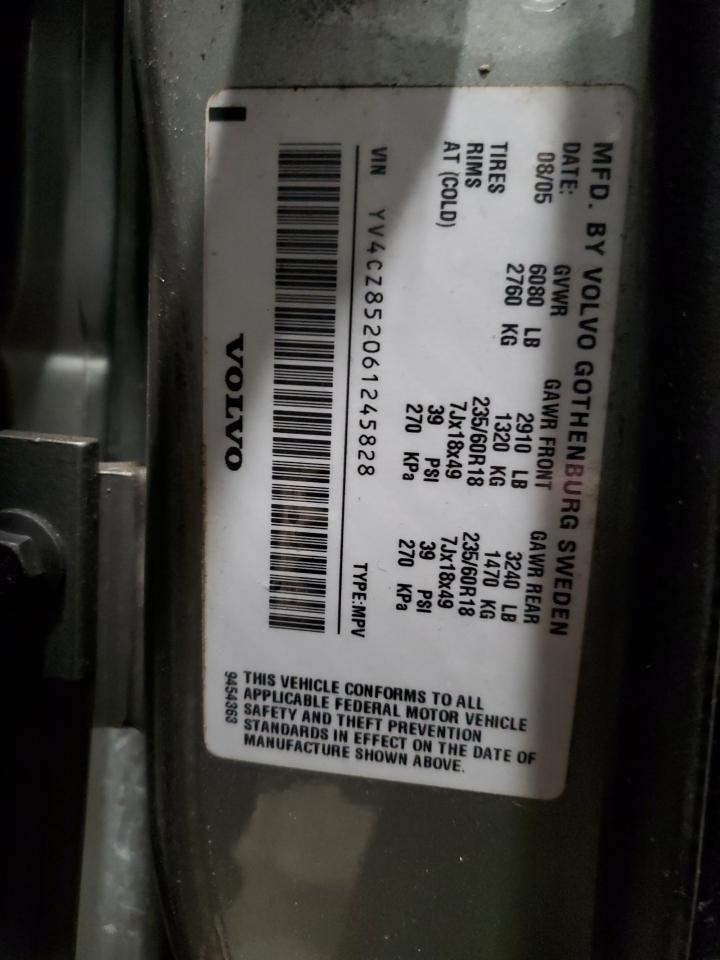 MFD. BY VOLVO GOTHENBURG SWEDEN
DATE: GVWR GAWR FRONT GAWR REAR
08/05 6080 LB 2910 LB 3240 LB
2760 KG 1320 KG 1470 KG
TIRES 235/60R18 235/60R18
RIMS 7Jx18x49 7Jx18x49
AT (COLD) 39 PSI 39 PSI
270 KPa 270 KPa
VIN YV4CZ852061245828 TYPE:MPV
VOLVO
THIS VEHICLE CONFORMS TO ALL
APPLICABLE FEDERAL MOTOR VEHICLE
SAFETY AND THEFT PREVENTION
STANDARDS IN EFFECT ON THE DATE OF
MANUFACTURE SHOWN ABOVE.
9454363